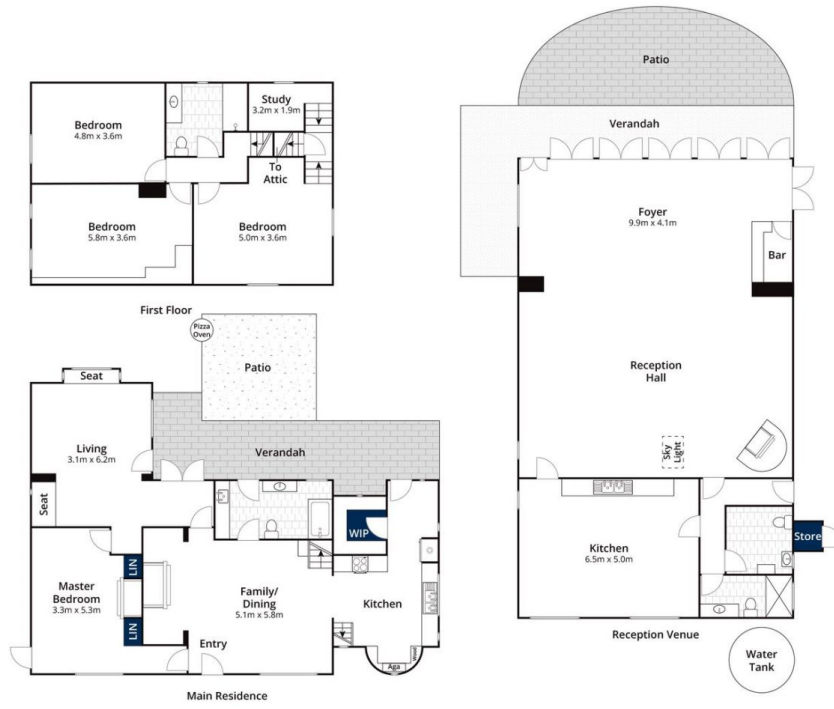 Bedroom
4.8m x 3.6m
Study
3.2m x 1.9m
To
Attic
Bedroom
5.8m x 3.6m
Bedroom
5.0m x 3.6m
First Floor
Pizza
Oven
Patio
Seat
Living
3.1m x 6.2m
Verandah
Seat
WIP
LIN
Master
Bedroom
3.3m x 5.3m
LIN
Family/
Dining
5.1m x 5.8m
Kitchen
Entry
Aga
Wood
Main Residence
Patio
Verandah
Foyer
9.9m x 4.1m
Bar
Reception
Hall
Sky
Light
Kitchen
6.5m x 5.0m
Store
Reception Venue
Water
Tank